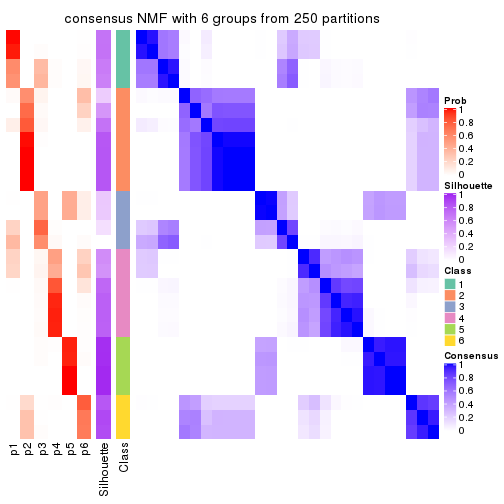 consensus NMF with 6 groups from 250 partitions
Prob
1
0.8
0.6
0.4
0.2
0
Silhouette
1
0.8
0.6
0.4
0.2
0
Class
1
2
3
4
5
6
Consensus
1
0.8
0.6
0.4
0.2
0
p1
p2
p3
p4
p5
p6
Silhouette
Class